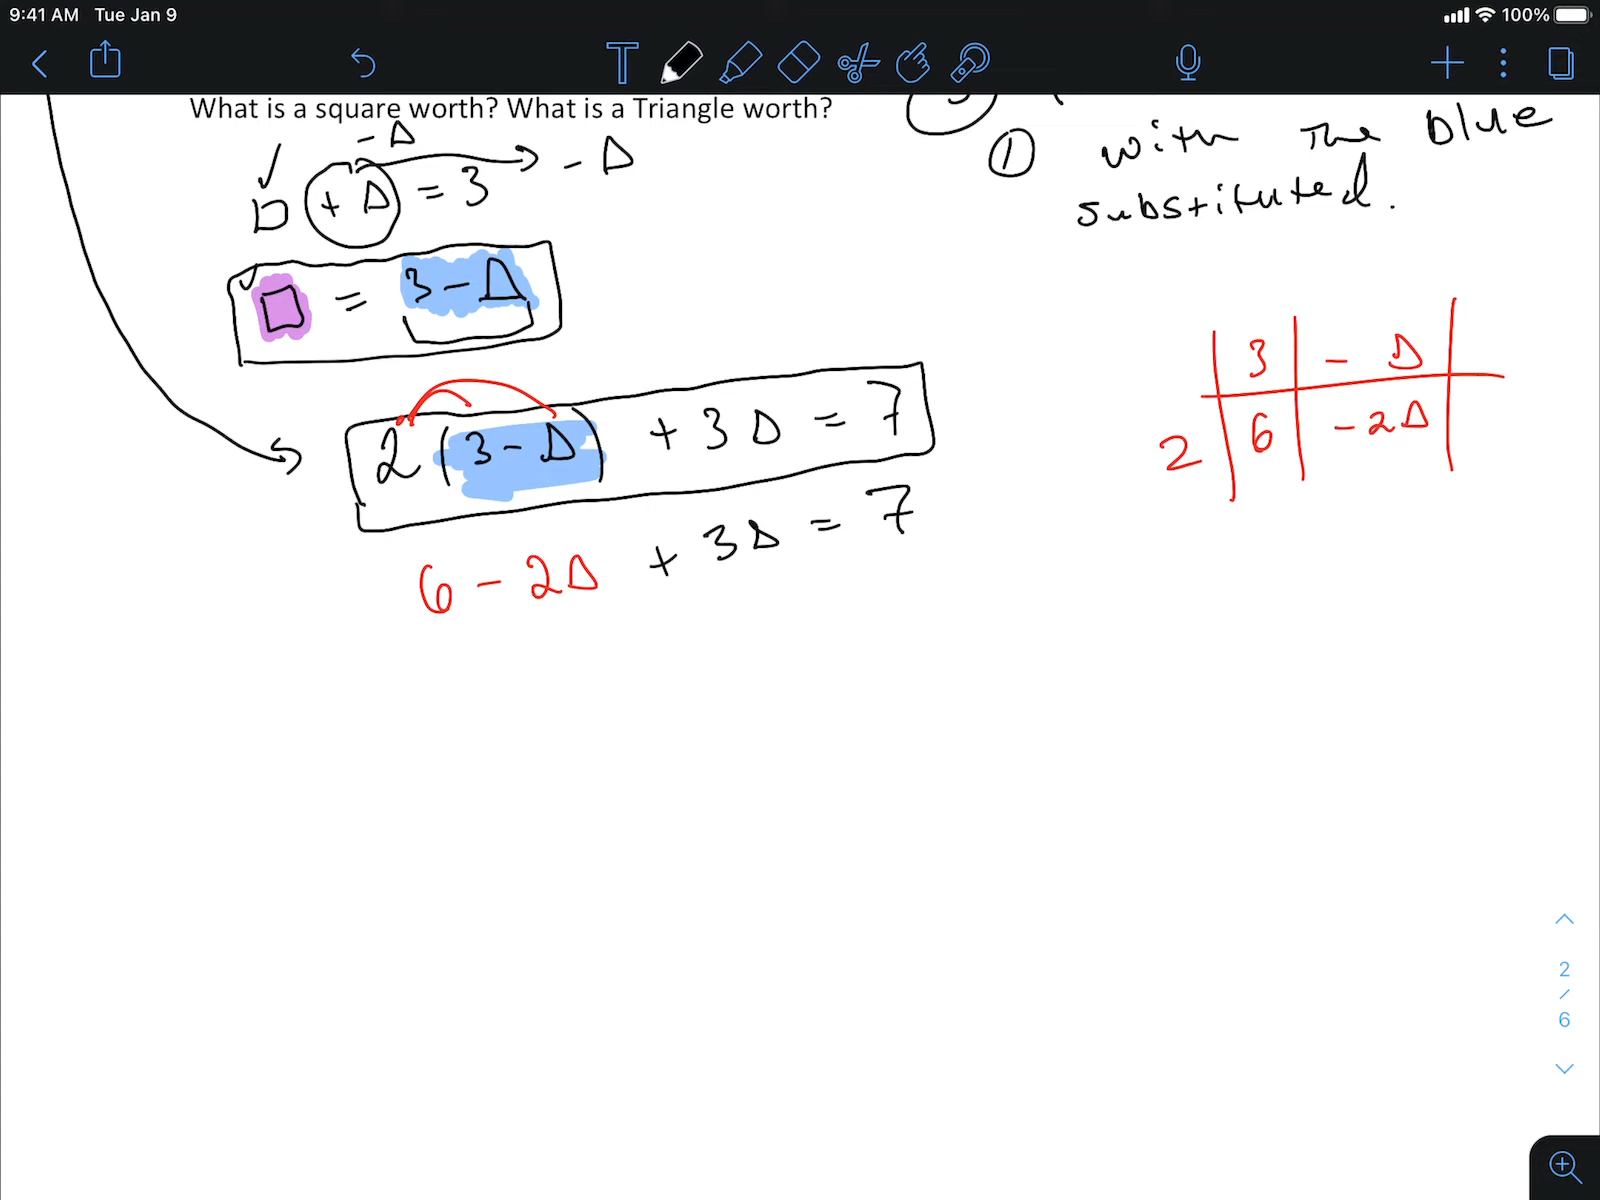 9:41 AM Tue Jan 9
100%
What is a square worth? What is a Triangle worth?
- Δ
□ + Δ = 3 - Δ
□ = 3 - Δ
2 (3 - Δ) + 3 Δ = 7
6 - 2Δ + 3Δ = 7
① with the blue
substituted.
3 - Δ
2 6 - 2Δ
2
/
6